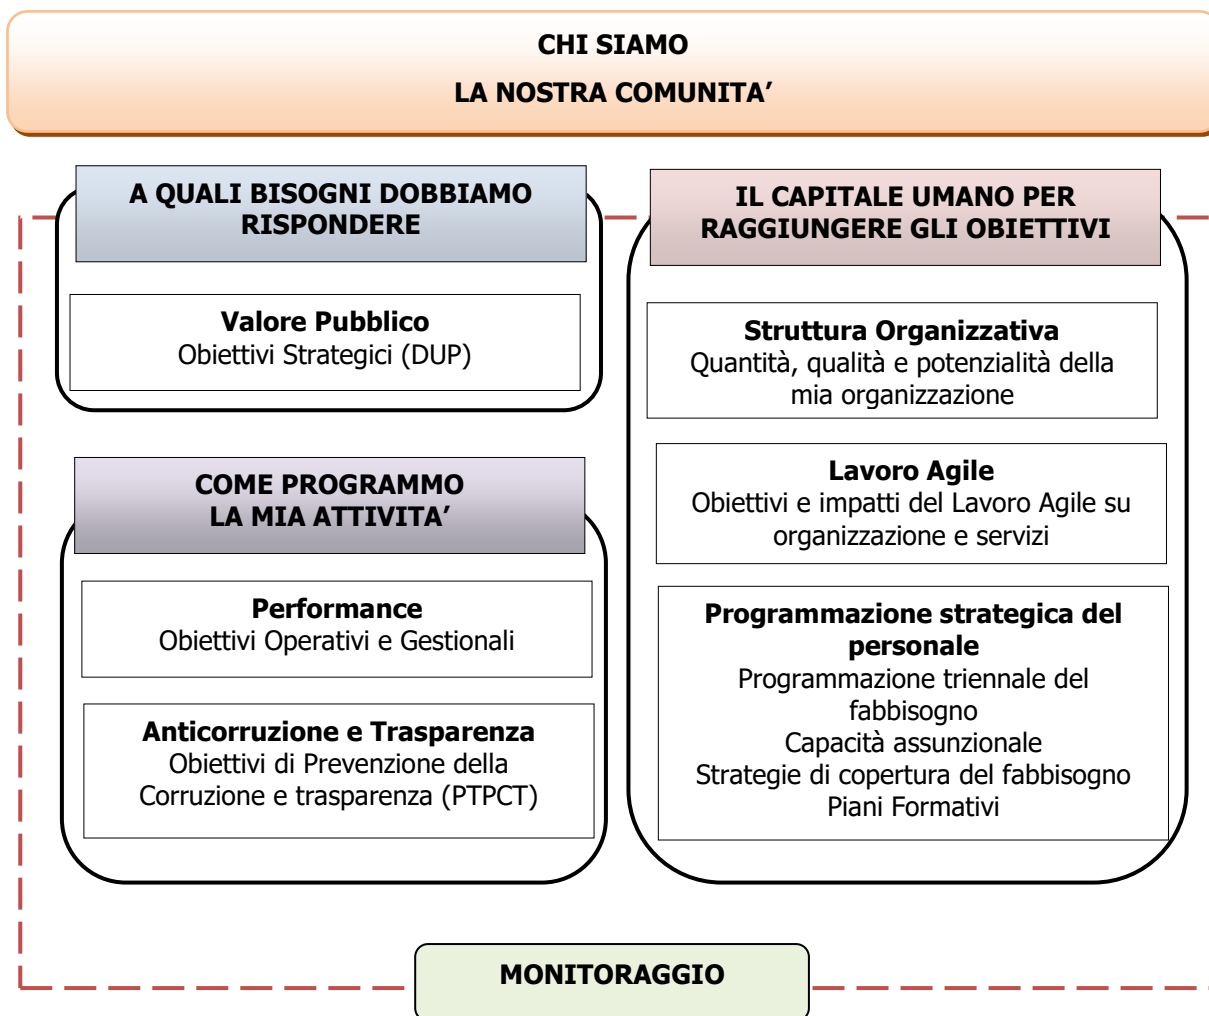 CHI SIAMO
LA NOSTRA COMUNITA’
A QUALI BISOGNI DOBBIAMO
RISPONDERE
Valore Pubblico
Obiettivi Strategici (DUP)
COME PROGRAMMO
LA MIA ATTIVITA’
Performance
Obiettivi Operativi e Gestionali
Anticorruzione e Trasparenza
Obiettivi di Prevenzione della
Corruzione e trasparenza (PTPCT)
IL CAPITALE UMANO PER
RAGGIUNGERE GLI OBIETTIVI
Struttura Organizzativa
Quantità, qualità e potenzialità della
mia organizzazione
Lavoro Agile
Obiettivi e impatti del Lavoro Agile su
organizzazione e servizi
Programmazione strategica del
personale
Programmazione triennale del
fabbisogno
Capacità assunzionale
Strategie di copertura del fabbisogno
Piani Formativi
MONITORAGGIO